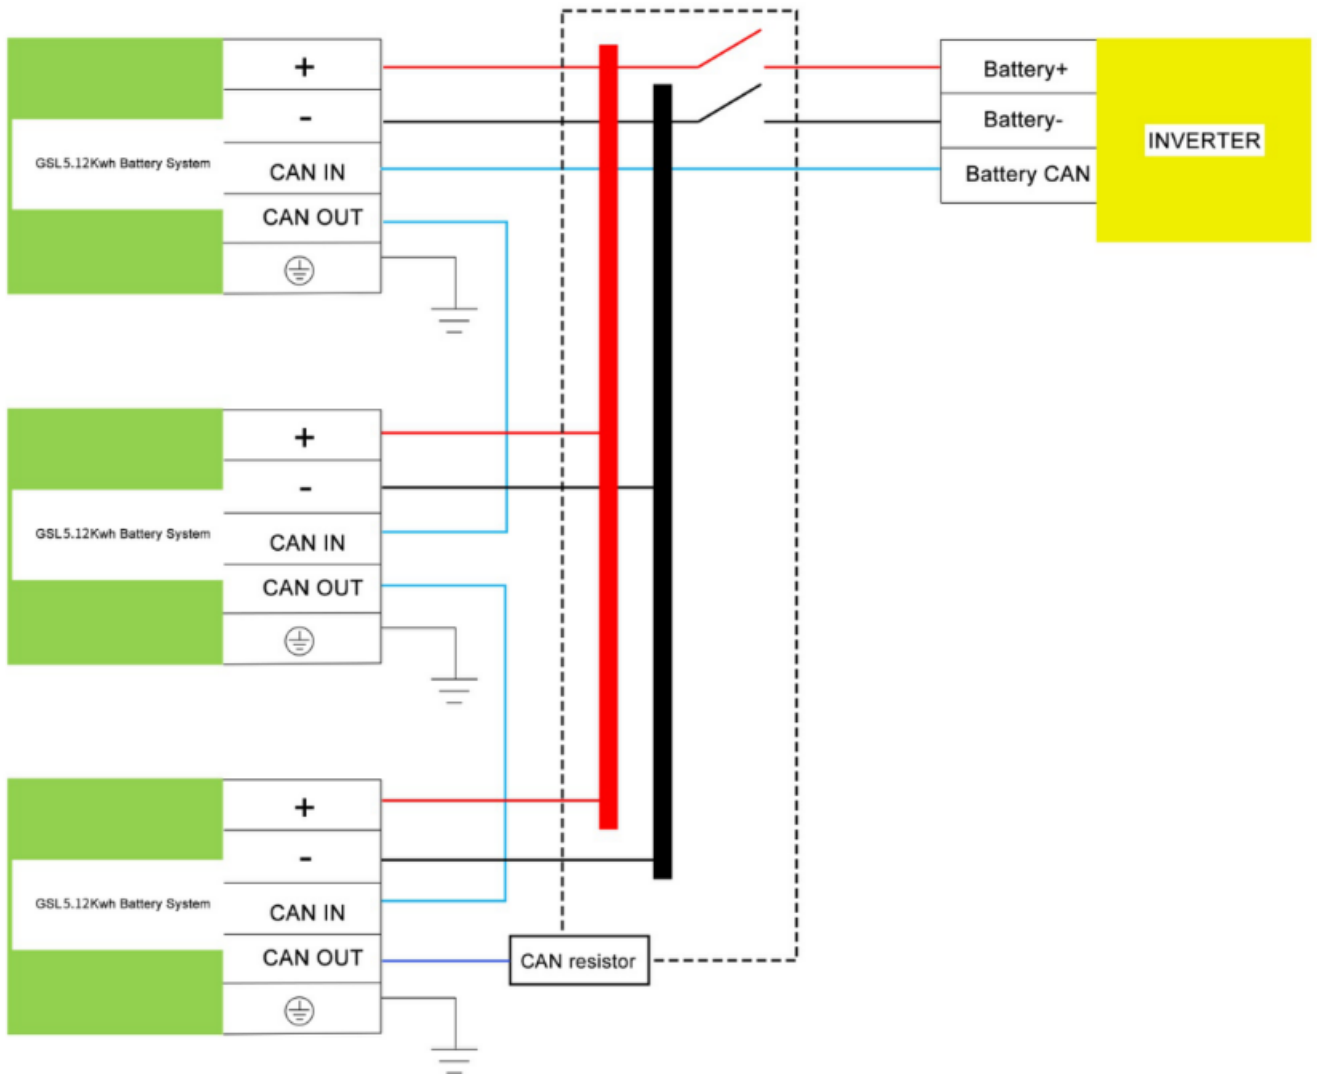 +
-
GSL5.12Kwh Battery System
CAN IN
CAN OUT
Battery+
Battery-
Battery CAN
INVERTER
+
-
GSL5.12Kwh Battery System
CAN IN
CAN OUT
+
-
GSL5.12Kwh Battery System
CAN IN
CAN OUT
CAN resistor